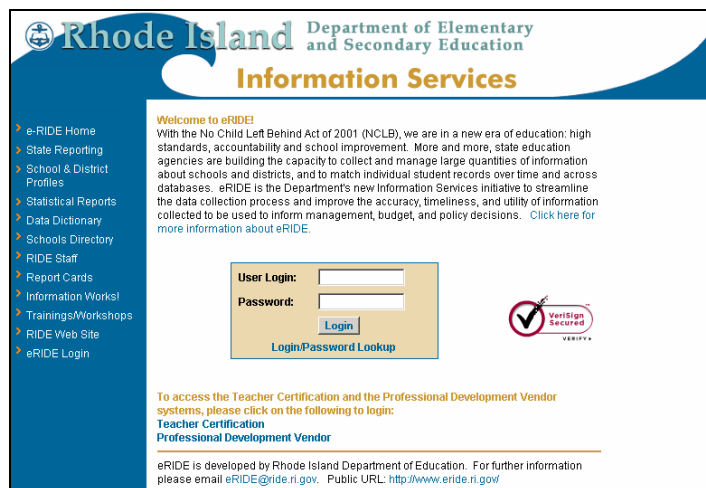 Rhode Island Department of Elementary
and Secondary Education
Information Services
e-RIDE Home
State Reporting
School & District
Profiles
Statistical Reports
Data Dictionary
Schools Directory
RIDE Staff
Report Cards
Information Works!
Trainings/Workshops
RIDE Web Site
eRIDE Login
Welcome to eRIDE!
With the No Child Left Behind Act of 2001 (NCLB), we are in a new era of education: high
standards, accountability and school improvement.  More and more, state education
agencies are building the capacity to collect and manage large quantities of information
about schools and districts, and to match individual student records over time and across
databases.  eRIDE is the Department's new Information Services initiative to streamline
the data collection process and improve the accuracy, timeliness, and utility of information
collected to be used to inform management, budget, and policy decisions.  Click here for
more information about eRIDE.
User Login:
Password:
Login
Login/Password Lookup
VeriSign
Secured
VERIFY
To access the Teacher Certification and the Professional Development Vendor
systems, please click on the following to login:
Teacher Certification
Professional Development Vendor
eRIDE is developed by Rhode Island Department of Education.  For further information
please email eRIDE@ride.ri.gov.  Public URL: http://www.eride.ri.gov/